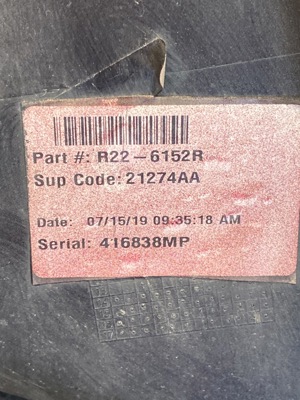 Part #: R22-6152R
Sup Code: 21274AA
Date: 07/15/19 09:35:18 AM
Serial: 416838MP